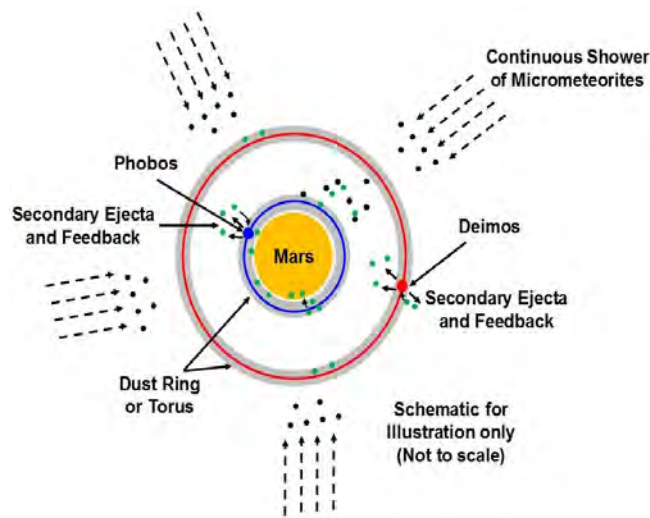 Continuous Shower
of Micrometeorites
Phobos
Secondary Ejecta
and Feedback
Mars
Deimos
Secondary Ejecta
and Feedback
Dust Ring
or Torus
Schematic for
Illustration only
(Not to scale)